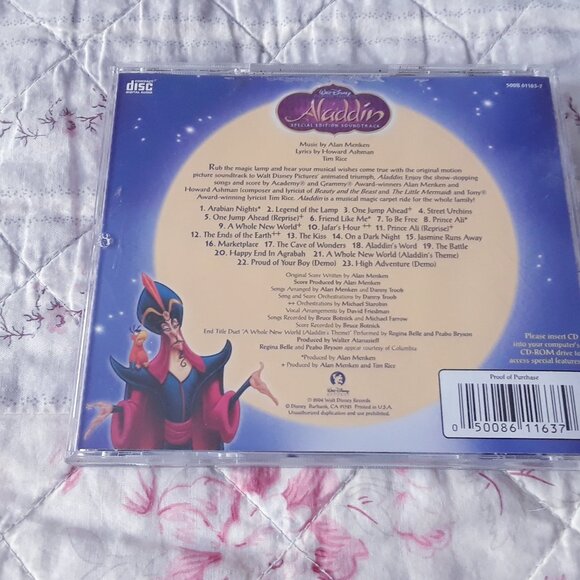 COMPACT
disc
DIGITAL AUDIO
WALT DISNEY
Aladdin
SPECIAL EDITION SOUNDTRACK
Music by Alan Menken
Lyrics by Howard Ashman
Tim Rice
Rub the magic lamp and hear your musical wishes come true with the original motion
picture soundtrack to Walt Disney Pictures' animated triumph, Aladdin. Enjoy the show-stopping
songs and score by Academy® and Grammy® Award-winners Alan Menken and
Howard Ashman (composer and lyricist of Beauty and the Beast and The Little Mermaid) and Tony®
Award-winning lyricist Tim Rice. Aladdin is a musical magic carpet ride for the whole family!
1. Arabian Nights* 2. Legend of the Lamp 3. One Jump Ahead† 4. Street Urchins
5. One Jump Ahead (Reprise)† 6. Friend Like Me* 7. To Be Free 8. Prince Ali*
9. A Whole New World† 10. Jafar's Hour †† 11. Prince Ali (Reprise)†
12. The Ends of the Earth†† 13. The Kiss 14. On a Dark Night 15. Jasmine Runs Away
16. Marketplace 17. The Cave of Wonders 18. Aladdin's Word 19. The Battle
20. Happy End In Agrabah 21. A Whole New World (Aladdin's Theme)
22. Proud of Your Boy (Demo) 23. High Adventure (Demo)
Original Score Written by Alan Menken
Score Produced by Alan Menken
Songs Arranged by Alan Menken and Danny Troob
Song and Score Orchestrations by Danny Troob
†† Orchestrations by Michael Starobin
Vocal Arrangements by David Friedman
Songs Recorded by Bruce Botnick and Michael Farrow
Score Recorded by Bruce Botnick
End Title Duet "A Whole New World (Aladdin's Theme)" Performed by Regina Belle and Peabo Bryson
Produced by Walter Afanasieff
Regina Belle and Peabo Bryson appear courtesy of Columbia
*Produced by Alan Menken
+ Produced by Alan Menken and Tim Rice
WALT DISNEY
© Disney Burbank, CA 91521. Printed in U.S.A.
Unauthorized duplication and use prohibited.
Please insert CD
into your computer's
CD-ROM drive to
access special features
Proof of Purchase
0 50086 11637